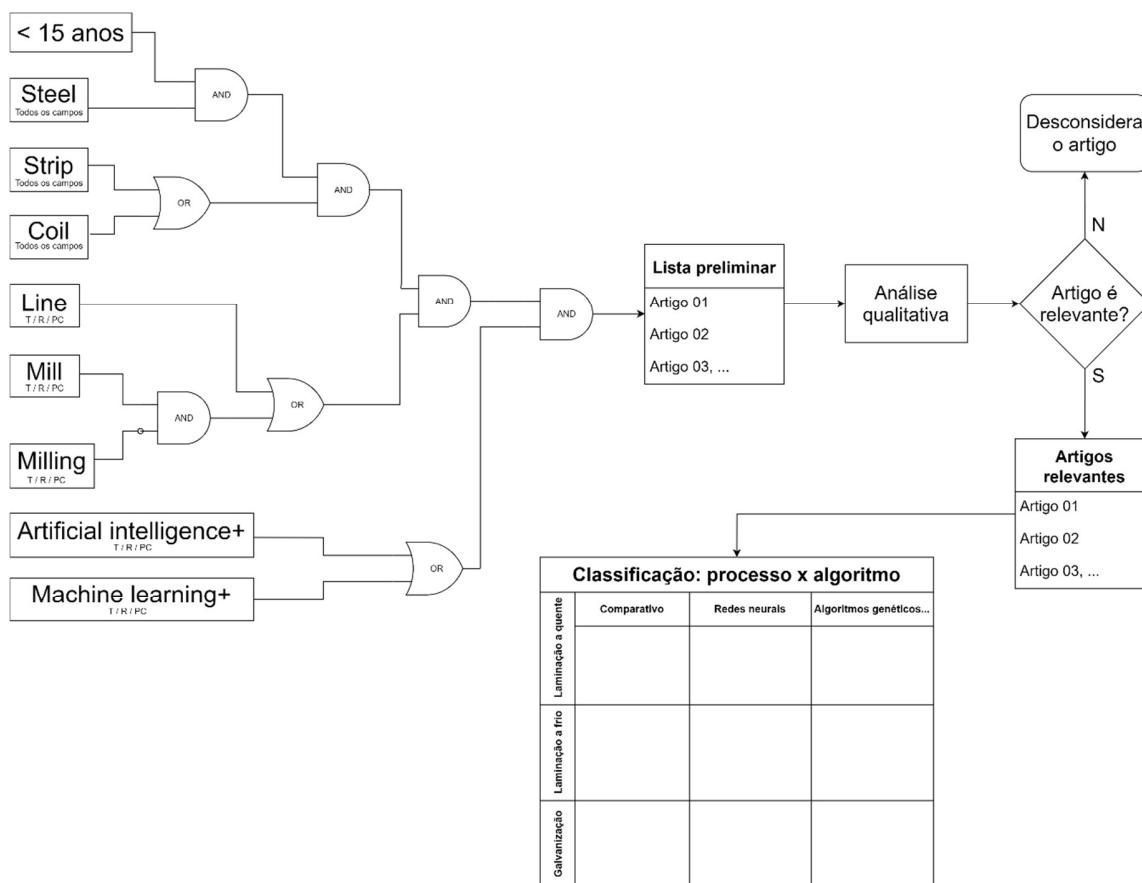 < 15 anos
Steel
Todos os campos
AND
Strip
Todos os campos
OR
AND
Coil
Todos os campos
Line
T / R / PC
AND
AND
Mill
T / R / PC
AND
OR
Milling
T / R / PC
Artificial intelligence+
T / R / PC
OR
Machine learning+
T / R / PC
Lista preliminar
Artigo 01
Artigo 02
Artigo 03, ...
Análise
qualitativa
Artigo é
relevante?
N
Desconsidera
o artigo
S
Artigos
relevantes
Artigo 01
Artigo 02
Artigo 03, ...
Classificação: processo x algoritmo
Comparativo
Redes neurais
Algoritmos genéticos...
Laminação a quente
Laminação a frio
Galvanização